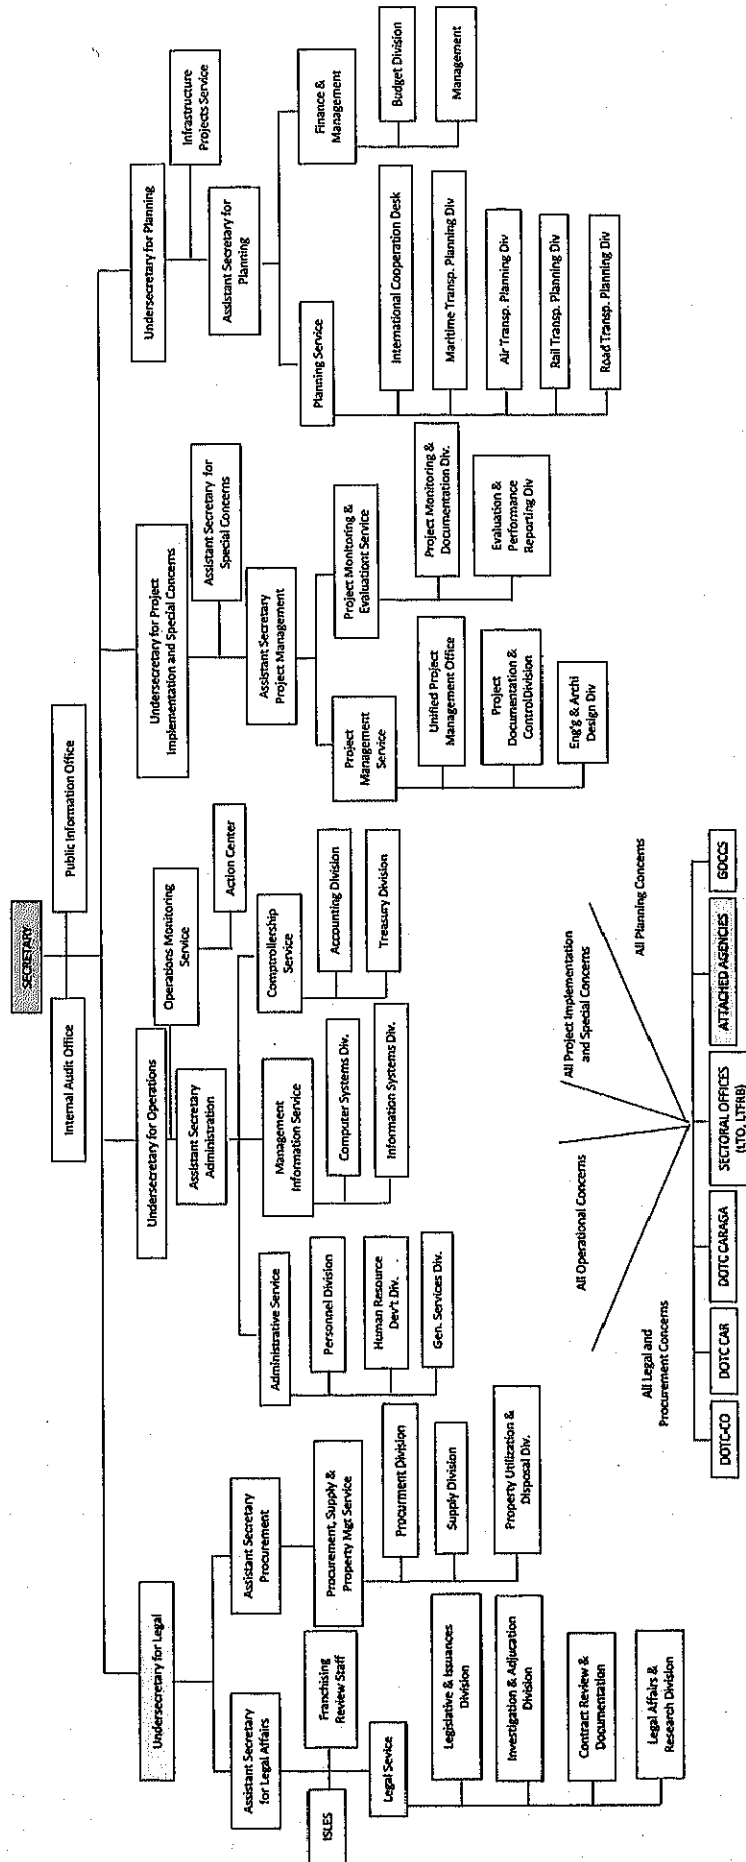 SECRETARY
Internal Audit Office
Public Information Office
Undersecretary for Legal
Assistant Secretary
for Legal Affairs
ISLES
Franchising
Review Staff
Legal Sevice
Legislative & Issuances
Division
Investigation & Adjucation
Division
Contract Review &
Documentation
Legal Affairs &
Research Division
Assistant Secretary
Procurement
Procurement, Supply &
Property Mgt Service
Procurment Division
Supply Division
Property Utilization &
Disposal Div.
Undersecretary for Operations
Operations Monitoring
Service
Action Center
Assistant Secretary
Administration
Administrative Service
Personnel Division
Human Resource
Dev't Div.
Gen. Services Div.
Management
Information Service
Computer Systems Div.
Information Systems Div.
Comptrollership
Service
Accounting Division
Treasury Division
Undersecretary for Project
Implementation and Special Concerns
Assistant Secretary for
Special Concerns
Assistant Secretary
Project Management
Project
Management
Service
Unified Project
Management Office
Project
Documentation &
ControlDivision
Eng'g & Archi
Design Div
Project Monitoring &
Evaluationt Service
Project Monitoring &
Documentation Div.
Evaluation &
Performance
Reporting Div
Undersecretary for Planning
Infrastructure
Projects Service
Assistant Secretary for
Planning
Planning Service
International Cooperation Desk
Maritime Transp. Planning Div
Air Transp. Planning Div
Rail Transp. Planning Div
Road Transp. Planning Div
Finance &
Management
Budget Division
Management
All Legal and
Procurement Concerns
All Operational Concerns
All Project Implementation
and Special Concerns
All Planning Concerns
DOTC-CO
DOTC CAR
DOTC CARAGA
SECTORAL OFFICES
(LTO, LTFRB)
ATTACHED AGENCIES
GOCCS